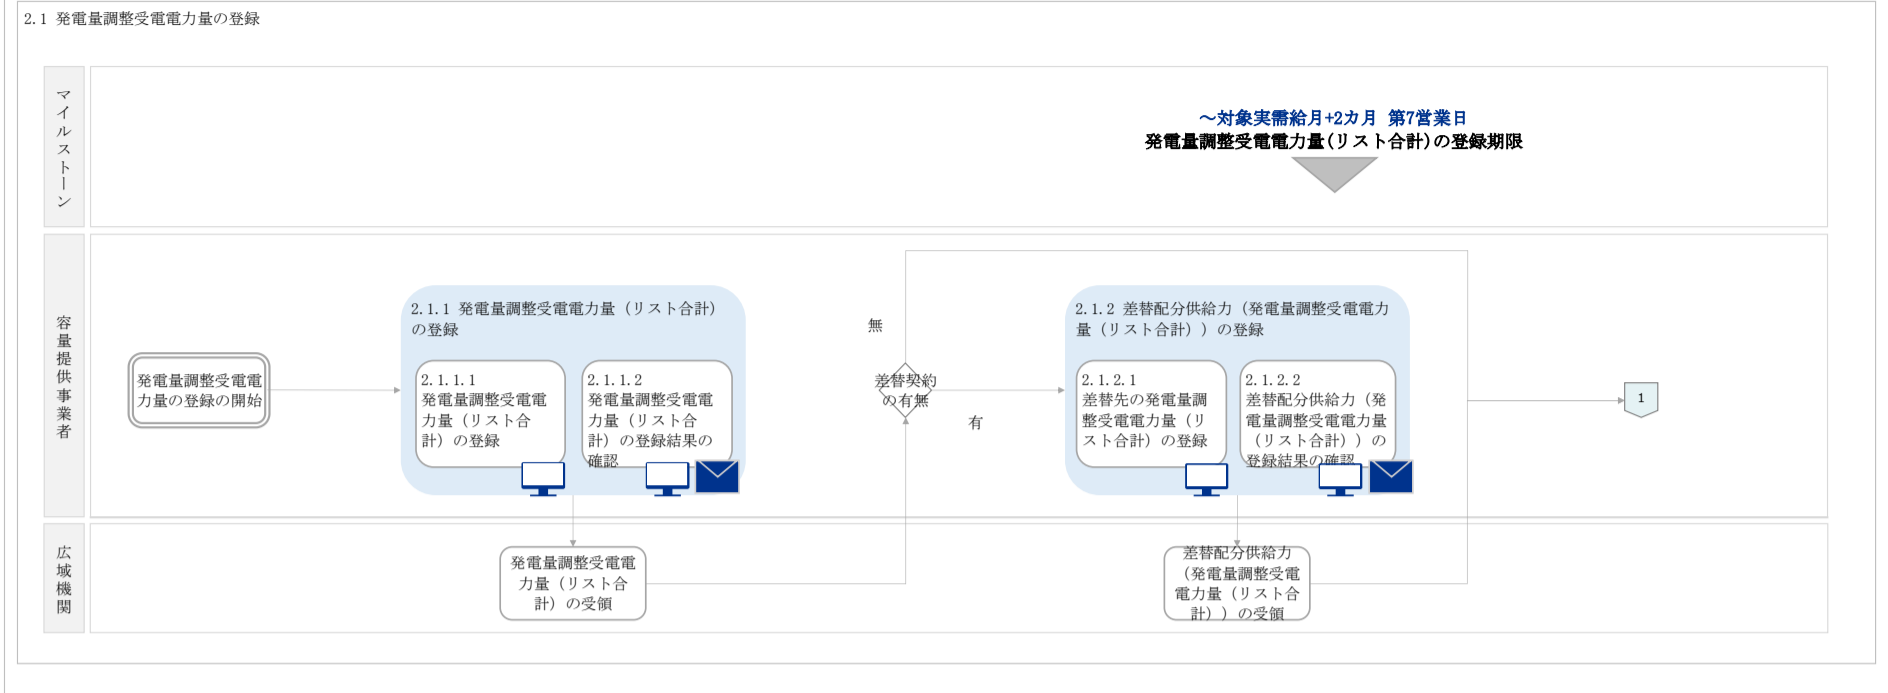 2.1 発電量調整受電電力量の登録
マイルストーン
～対象実需給月+2カ月 第7営業日
発電量調整受電電力量(リスト合計)の登録期限
容量提供事業者
発電量調整受電電
力量の登録の開始
2.1.1 発電量調整受電電力量（リスト合計）
の登録
2.1.1.1
発電量調整受電電
力量（リスト合
計）の登録
2.1.1.2
発電量調整受電電
力量（リスト合
計）の登録結果の
確認
無
差替契約
の有無
有
2.1.2 差替配分供給力（発電量調整受電電力
量（リスト合計））の登録
2.1.2.1
差替先の発電量調
整受電電力量（リ
スト合計）の登録
2.1.2.2
差替配分供給力（発
電量調整受電電力量
（リスト合計））の
登録結果の確認
1
広域機関
発電量調整受電電
力量（リスト合
計）の受領
差替配分供給力
（発電量調整受電
電力量（リスト合
計））の受領